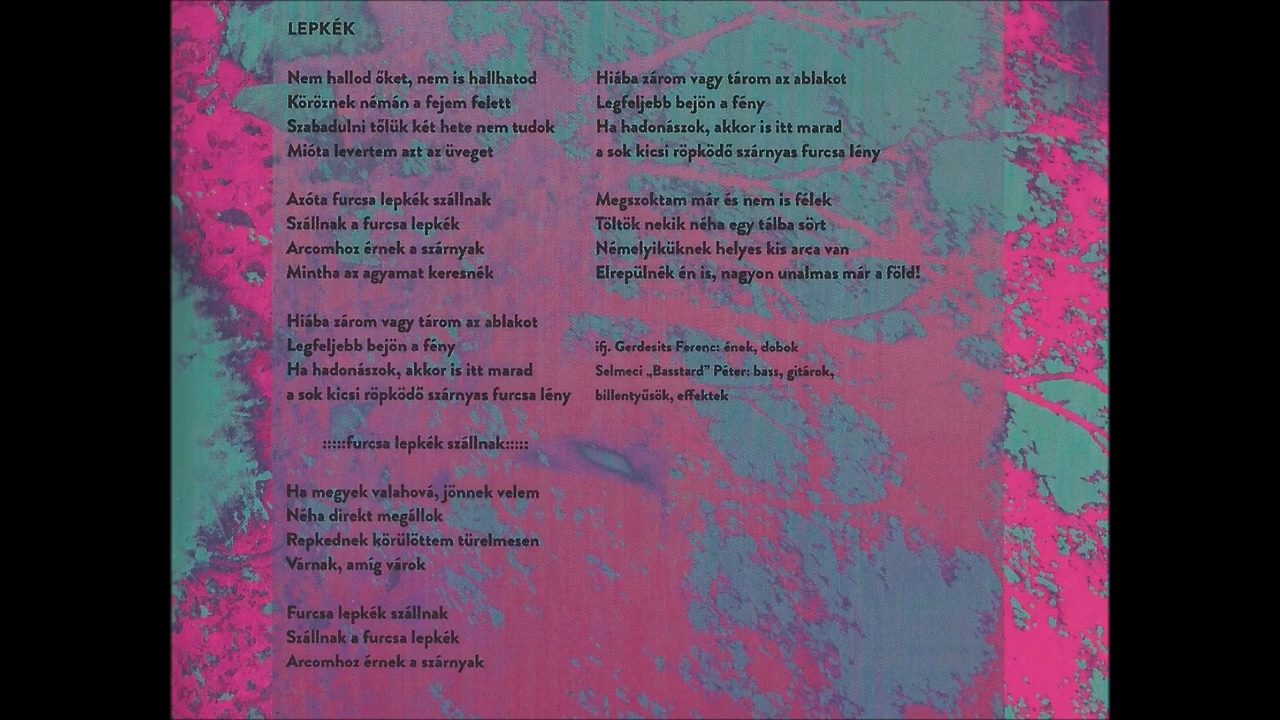 LEPKÉK
Nem hallod őket, nem is hallhatod
Köröznek némán a fejem felett
Szabadulni tőlük két hete nem tudok
Mióta levertem azt az üveget
Azóta furcsa lepkék szállnak
Szállnak a furcsa lepkék
Arcomhoz érnek a szárnyak
Mintha az agyamat keresnék
Hiába zárom vagy tárom az ablakot
Legfeljebb bejön a fény
Ha hadonászok, akkor is itt marad
a sok kicsi röpködő szárnyas furcsa lény
:::::furcsa lepkék szállnak:::::
Ha megyek valahová, jönnek velem
Néha direkt megállok
Repkednek körülöttem türelmesen
Várnak, amíg várok
Furcsa lepkék szállnak
Szállnak a furcsa lepkék
Arcomhoz érnek a szárnyak
Hiába zárom vagy tárom az ablakot
Legfeljebb bejön a fény
Ha hadonászok, akkor is itt marad
a sok kicsi röpködő szárnyas furcsa lény
Megszoktam már és nem is félek
Töltök nekik néha egy tálba sört
Némelyiküknek helyes kis arca van
Elrepülnék én is, nagyon unalmas már a föld!
ifj. Gerdesits Ferenc: ének, dobok
Selmeci „Basstard” Péter: bass, gitárok,
billentyűsök, effektek